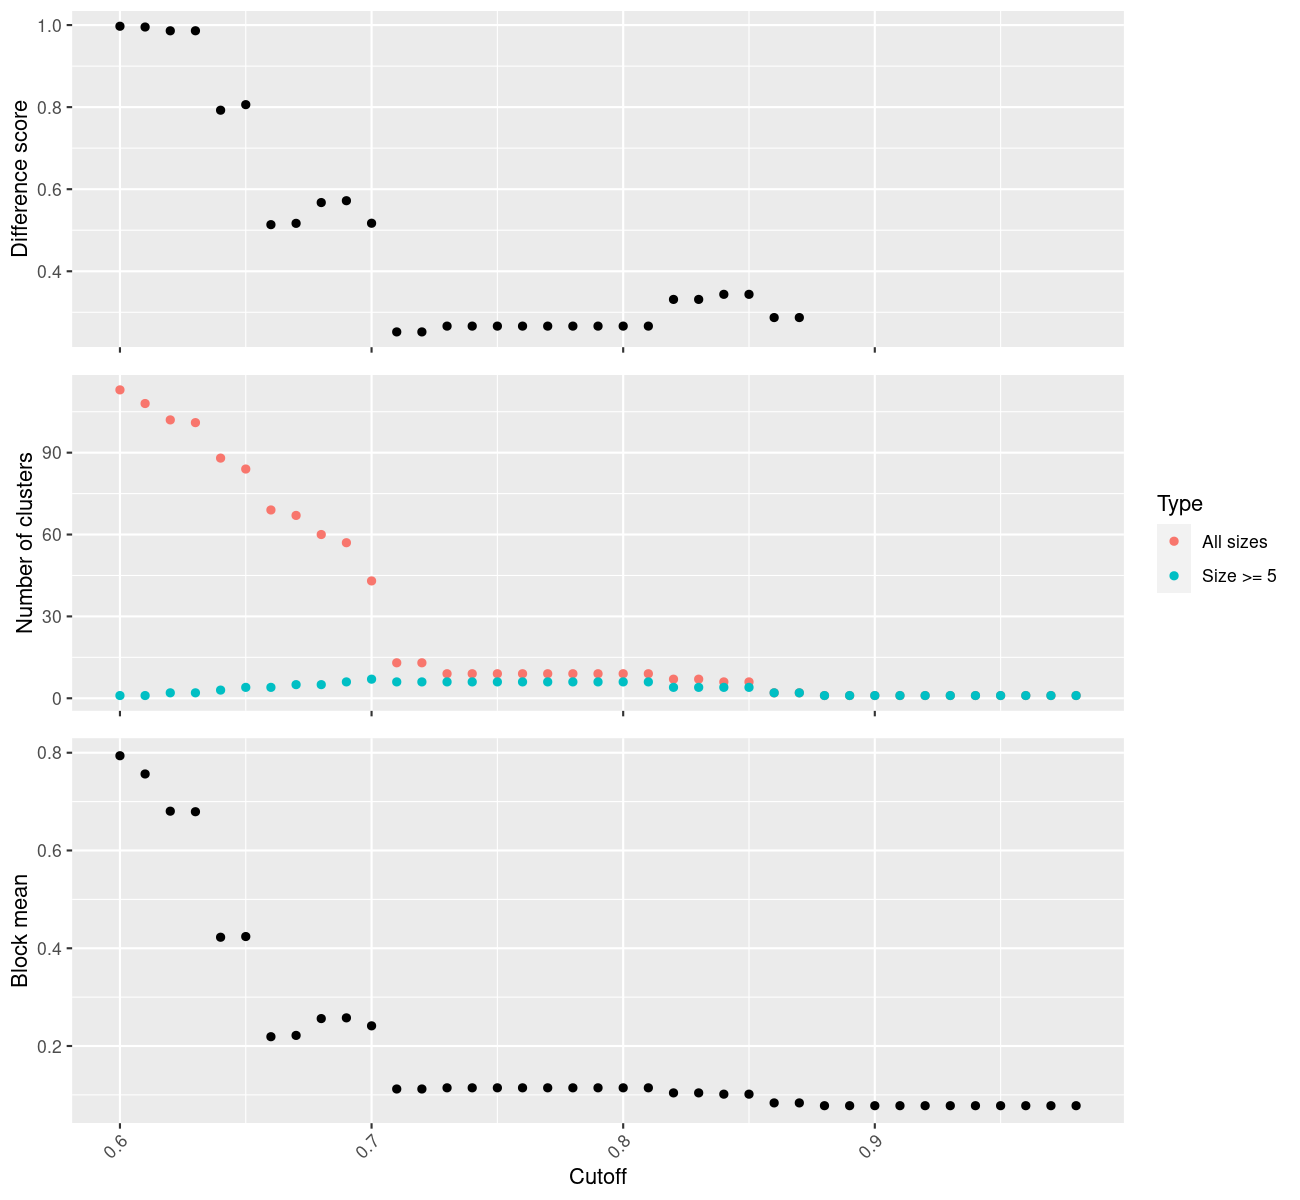 1.0
0.8
0.6
0.4
Difference score
90
60
30
0
Number of clusters
Type
All sizes
Size >= 5
0.8
0.6
0.4
0.2
Block mean
0.6
0.7
0.8
0.9
Cutoff